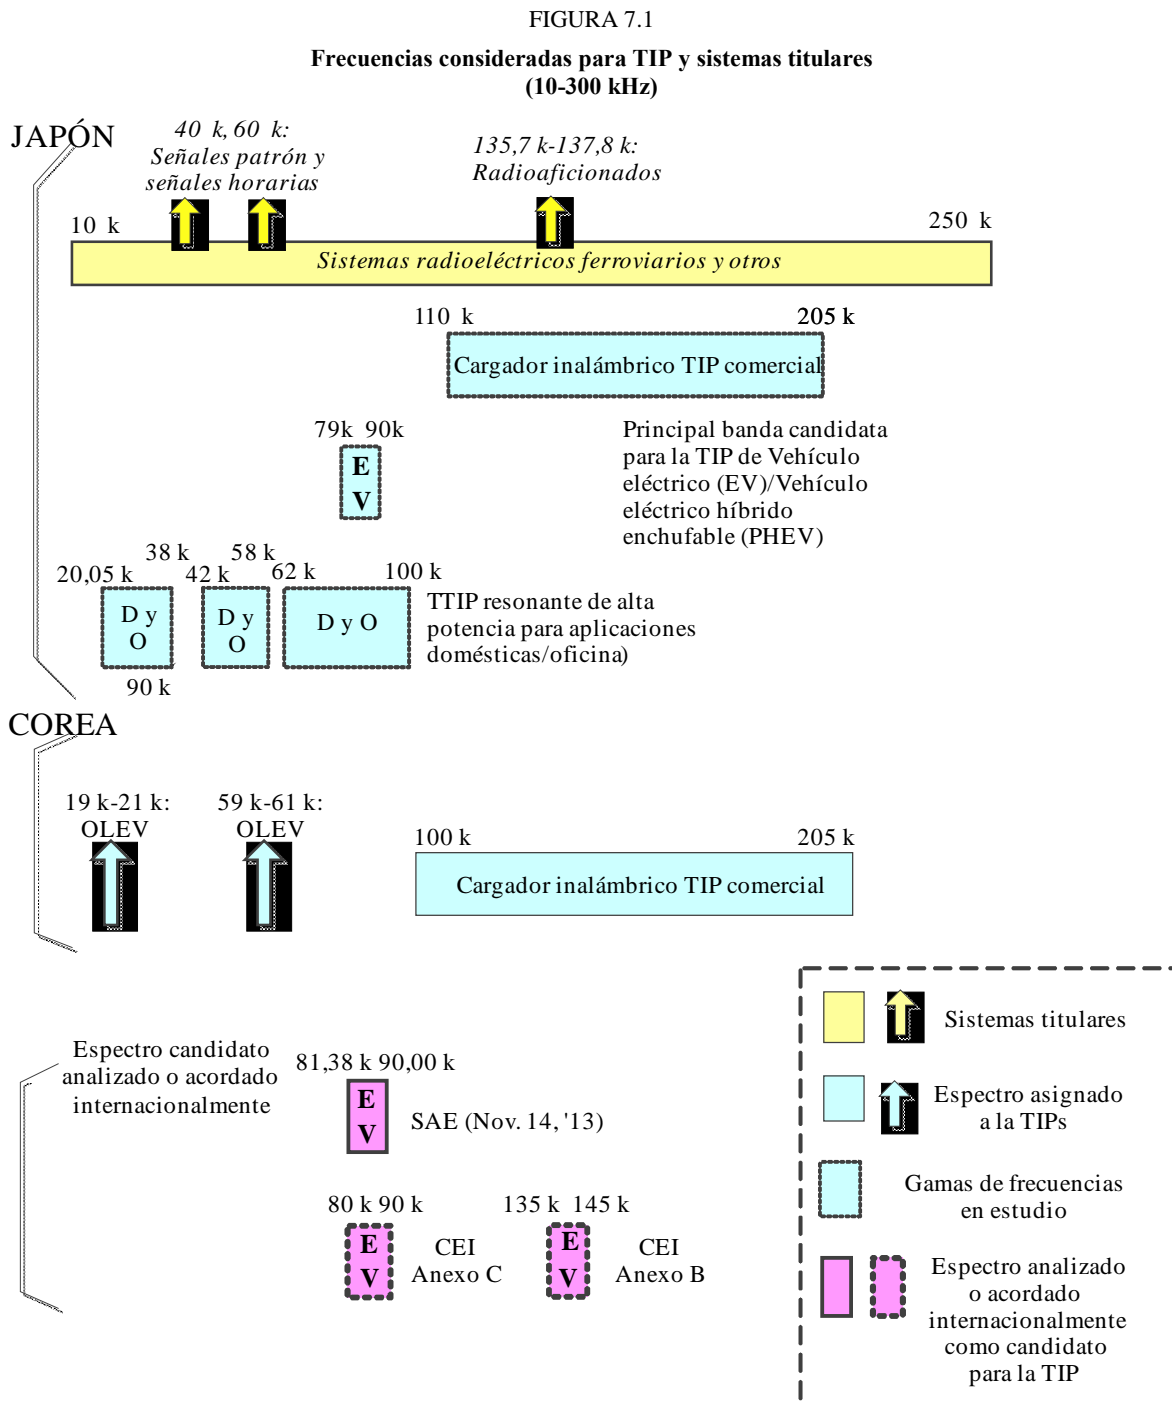 FIGURA 7.1
Frecuencias consideradas para TIP y sistemas titulares
(10-300 kHz)
JAPÓN
40 k, 60 k:
Señales patrón y
señales horarias
135,7 k-137,8 k:
Radioaficionados
10 k
250 k
Sistemas radioeléctricos ferroviarios y otros
110 k
205 k
Cargador inalámbrico TIP comercial
79k 90k
E
V
Principal banda candidata
para la TIP de Vehículo
eléctrico (EV)/Vehículo
eléctrico híbrido
enchufable (PHEV)
38 k
58 k
20,05 k
42 k
62 k
100 k
D y
O
D y
O
D y O
TTIP resonante de alta
potencia para aplicaciones
domésticas/oficina)
90 k
COREA
19 k-21 k:
OLEV
59 k-61 k:
OLEV
100 k
205 k
Cargador inalámbrico TIP comercial
Espectro candidato
analizado o acordado
internacionalmente
81,38 k 90,00 k
E
V
SAE (Nov. 14, '13)
80 k 90 k
E
V
CEI
Anexo C
135 k 145 k
E
V
CEI
Anexo B
Sistemas titulares
Espectro asignado
a la TIPs
Gamas de frecuencias
en estudio
Espectro analizado
o acordado
internacionalmente
como candidato
para la TIP